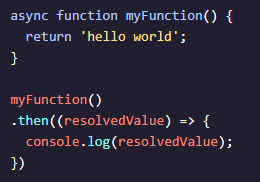 async function myFunction() {
  return 'hello world';
}

myFunction()
.then((resolvedValue) => {
  console.log(resolvedValue);
})